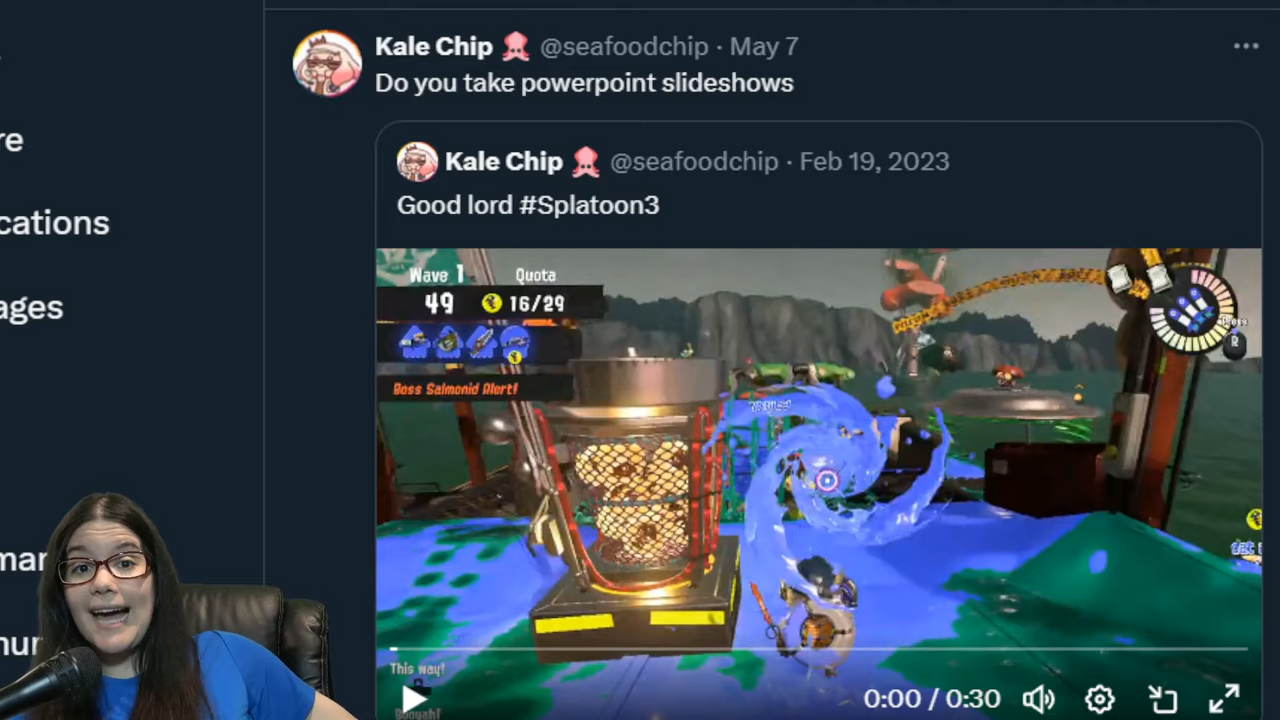 Kale Chip @seafoodchip · May 7
Do you take powerpoint slideshows
Kale Chip @seafoodchip · Feb 19, 2023
Good lord #Splatoon3
Wave 1 Quota
49 16/29
Boss Salmonid Alert!
Press
R
re
cations
ages
mar
This way!
Booyah!
0:00 / 0:30